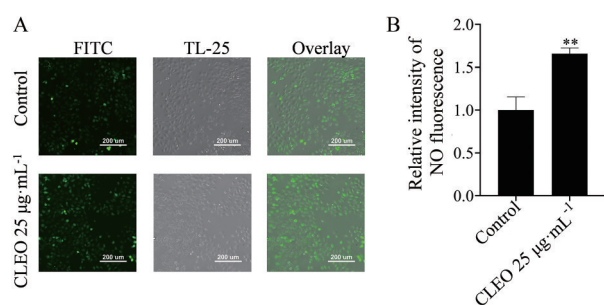 A
FITC
TL-25
Overlay
Control
200 um
200 um
200 um
CLEO 25 µg·mL⁻¹
200 um
200 um
200 um
B
Relative intensity of
NO fluorescence
2.0
1.5
1.0
0.5
0.0
**
Control
CLEO 25 µg·mL⁻¹